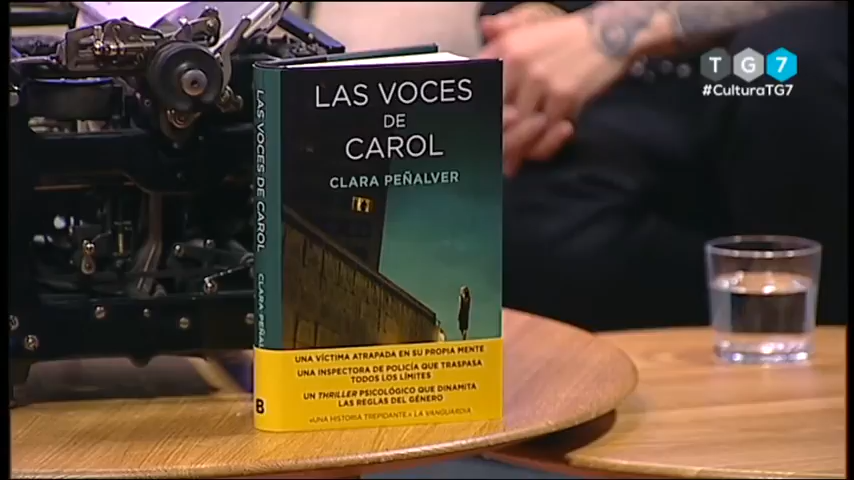 TG7
#CulturaTG7
LAS VOCES
DE
CAROL
CLARA PEÑALVER
LAS VOCES DE CAROL
CLARA PEÑAL
UNA VÍCTIMA ATRAPADA EN SU PROPIA MENTE
UNA INSPECTORA DE POLICÍA QUE TRASPASA
TODOS LOS LÍMITES
UN THRILLER PSICOLÓGICO QUE DINAMITA
LAS REGLAS DEL GÉNERO
«UNA HISTORIA TREPIDANTE.» LA VANGUARDIA
B